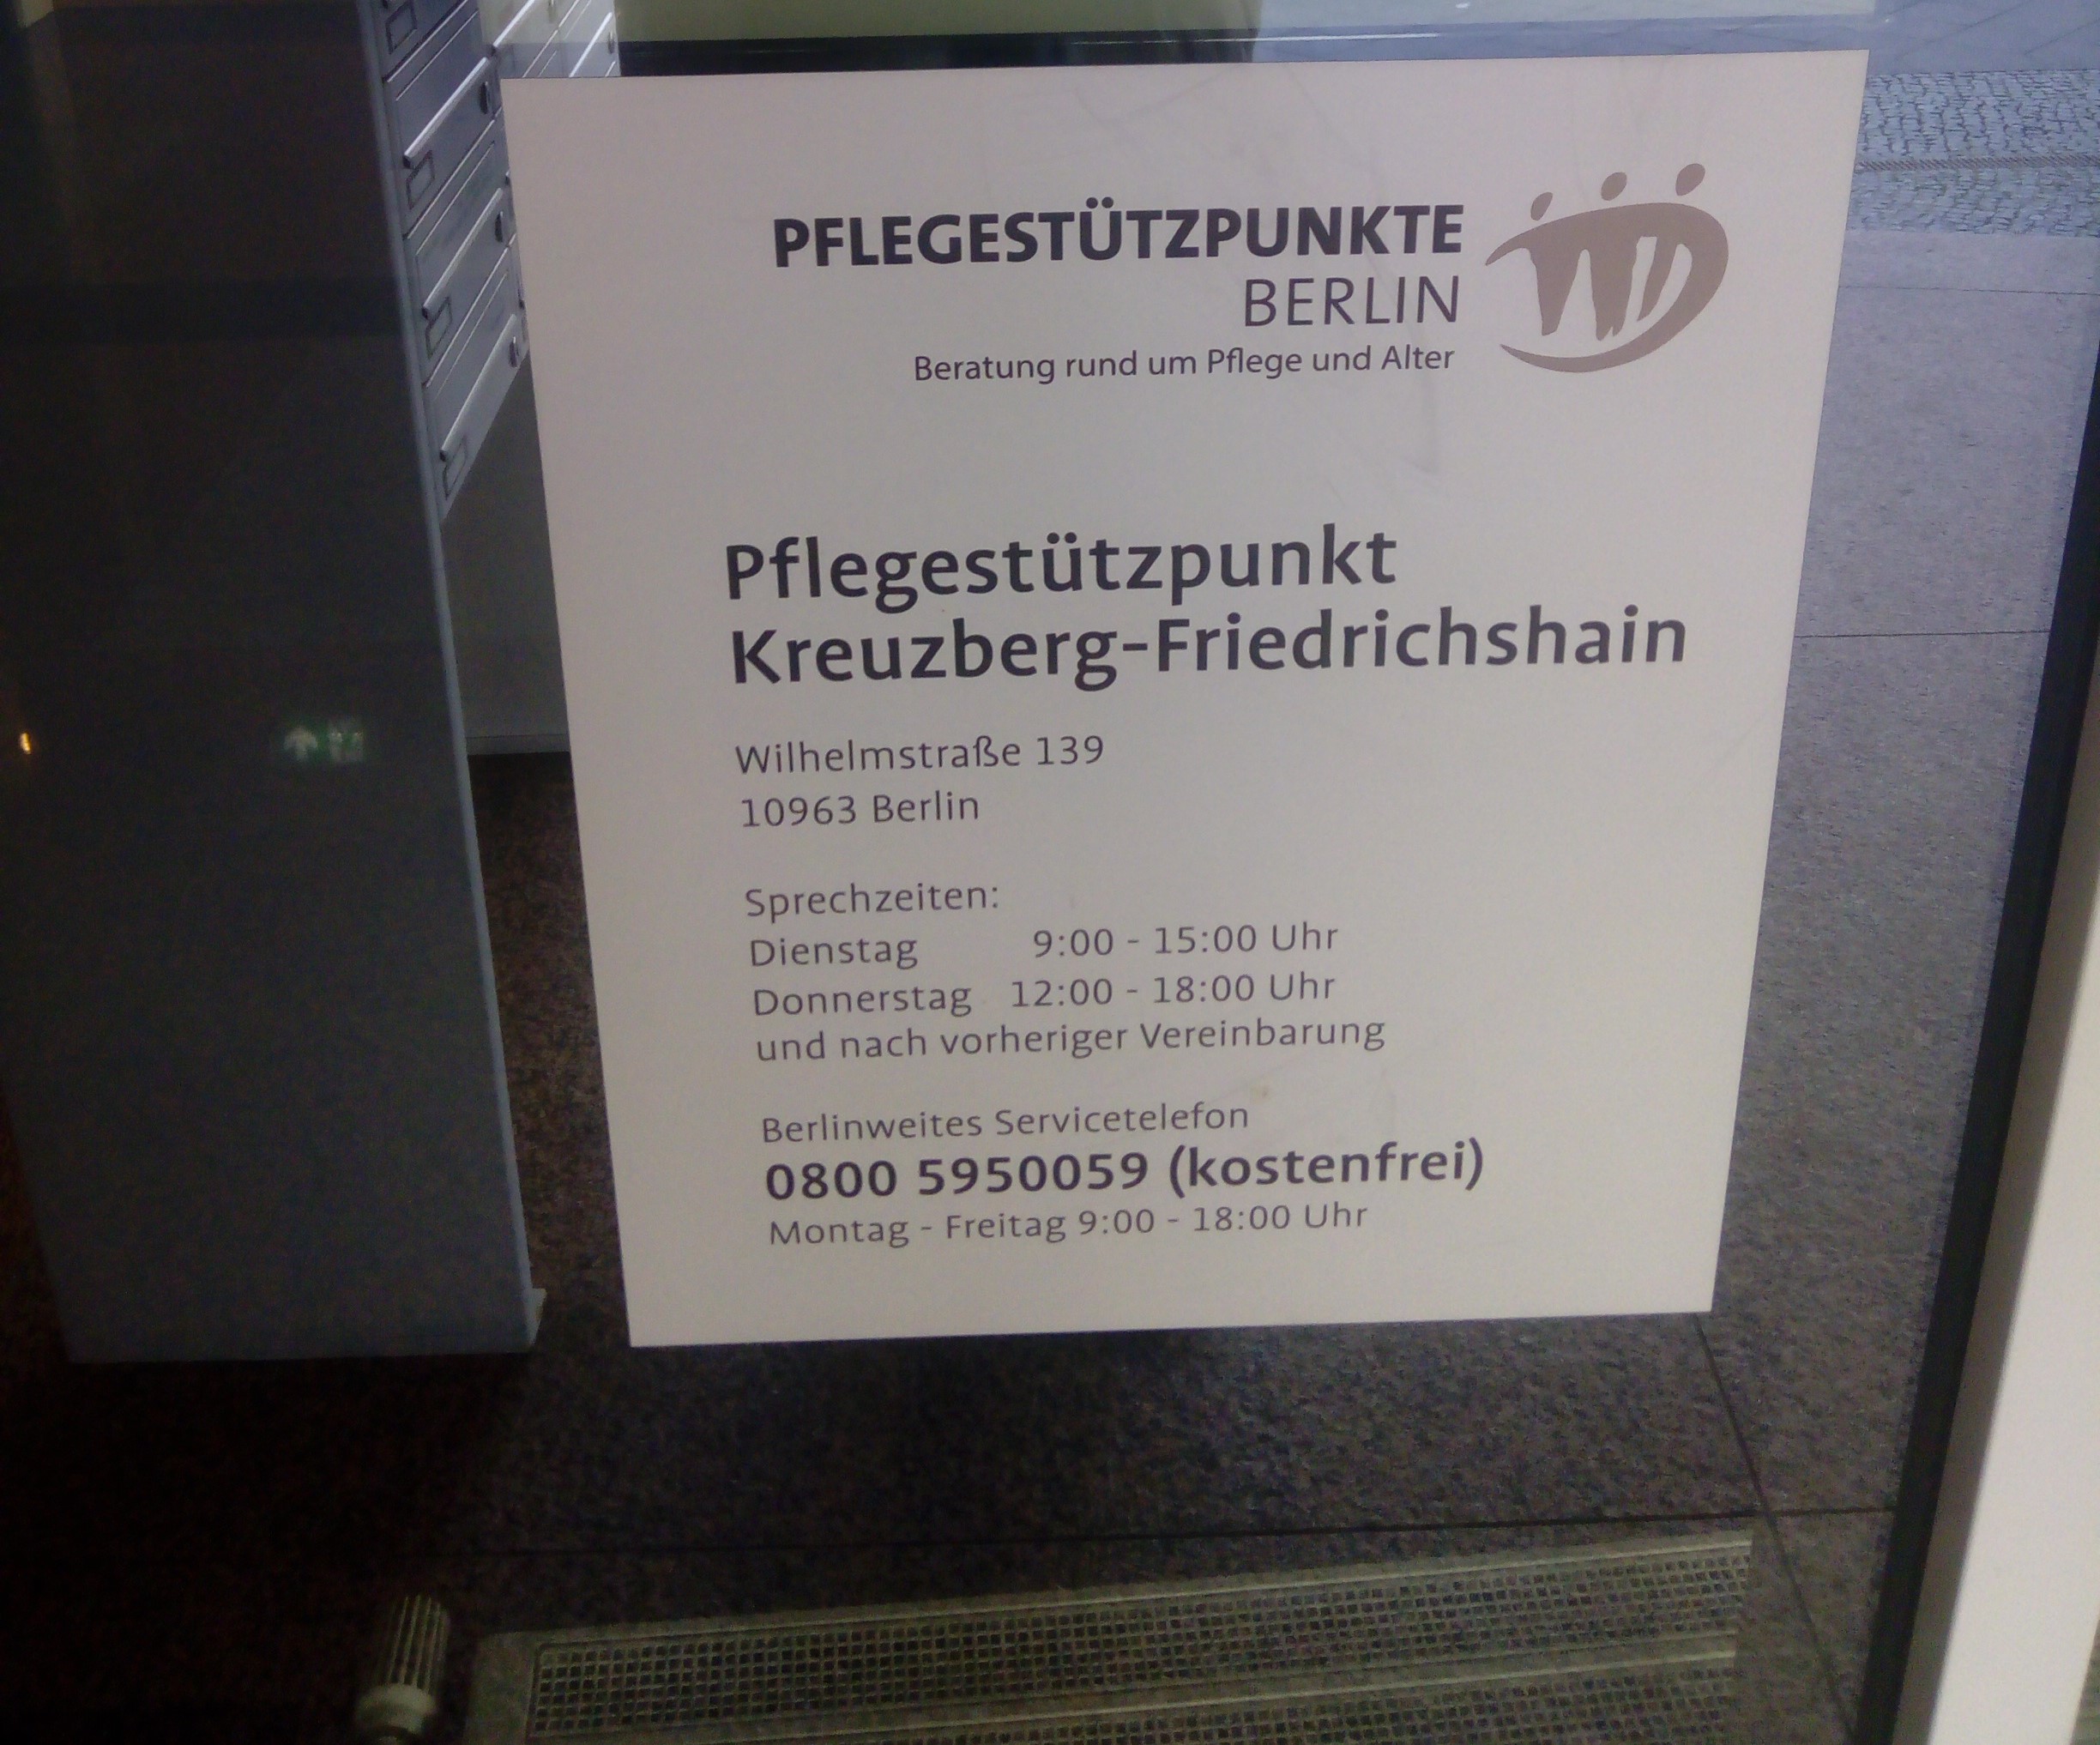 PFLEGESTÜTZPUNKTE
BERLIN
Beratung rund um Pflege und Alter
Pflegestützpunkt
Kreuzberg-Friedrichshain
Wilhelmstraße 139
10963 Berlin
Sprechzeiten:
Dienstag 9:00 - 15:00 Uhr
Donnerstag 12:00 - 18:00 Uhr
und nach vorheriger Vereinbarung
Berlinweites Servicetelefon
0800 5950059 (kostenfrei)
Montag - Freitag 9:00 - 18:00 Uhr